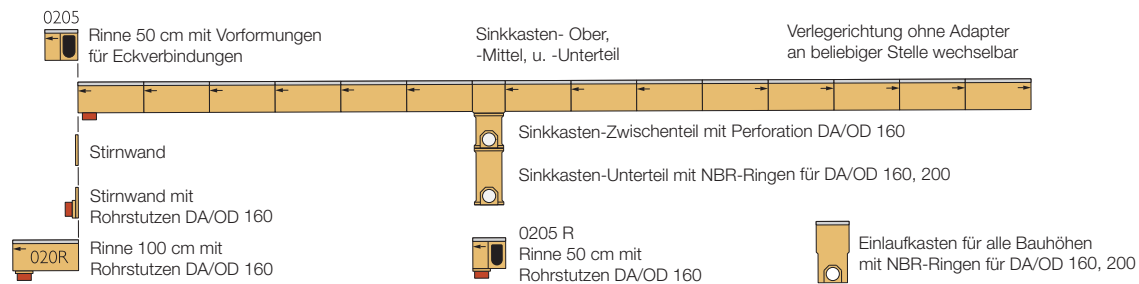 0205
Rinne 50 cm mit Vorformungen
für Eckverbindungen
Sinkkasten- Ober,
-Mittel, u. -Unterteil
Verlegerichtung ohne Adapter
an beliebiger Stelle wechselbar
Sinkkasten-Zwischenteil mit Perforation DA/OD 160
Stirnwand
Sinkkasten-Unterteil mit NBR-Ringen für DA/OD 160, 200
Stirnwand mit
Rohrstutzen DA/OD 160
020R
Rinne 100 cm mit
Rohrstutzen DA/OD 160
0205 R
Rinne 50 cm mit
Rohrstutzen DA/OD 160
Einlaufkasten für alle Bauhöhen
mit NBR-Ringen für DA/OD 160, 200